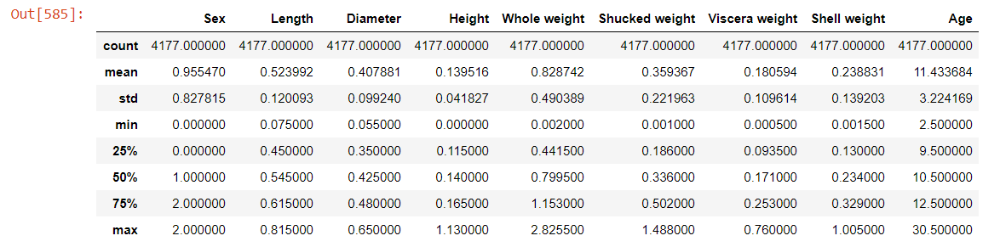 Out[585]:
Sex Length Diameter Height Whole weight Shucked weight Viscera weight Shell weight Age
count 4177.000000 4177.000000 4177.000000 4177.000000 4177.000000 4177.000000 4177.000000 4177.000000 4177.000000
mean 0.955470 0.523992 0.407881 0.139516 0.828742 0.359367 0.180594 0.238831 11.433684
std 0.827815 0.120093 0.099240 0.041827 0.490389 0.221963 0.109614 0.139203 3.224169
min 0.000000 0.075000 0.055000 0.000000 0.002000 0.001000 0.000500 0.001500 2.500000
25% 0.000000 0.450000 0.350000 0.115000 0.441500 0.186000 0.093500 0.130000 9.500000
50% 1.000000 0.545000 0.425000 0.140000 0.799500 0.336000 0.171000 0.234000 10.500000
75% 2.000000 0.615000 0.480000 0.165000 1.153000 0.502000 0.253000 0.329000 12.500000
max 2.000000 0.815000 0.650000 1.130000 2.825500 1.488000 0.760000 1.005000 30.500000